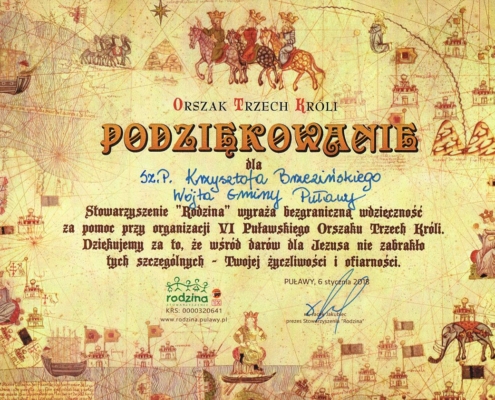 ORSZAK TRZECH KRÓLI
PODZIĘKOWANIE
dla
Sz.P. Krzysztofa Brzezińskiego
Wójta Gminy Puławy
Stowarzyszenie "Rodzina" wyraża bezgraniczną wdzięczność
za pomoc przy organizacji VI Puławskiego Orszaku Trzech Króli.
Dziękujemy za to, że wśród darów dla Jezusa nie zabrakło
tych szczególnych - Twojej życzliwości i ofiarności.
PUŁAWY, 6 stycznia 2018
rodzina
KRS: 0000320641
www.rodzina.pulawy.pl
prezes Stowarzyszenia "Rodzina"